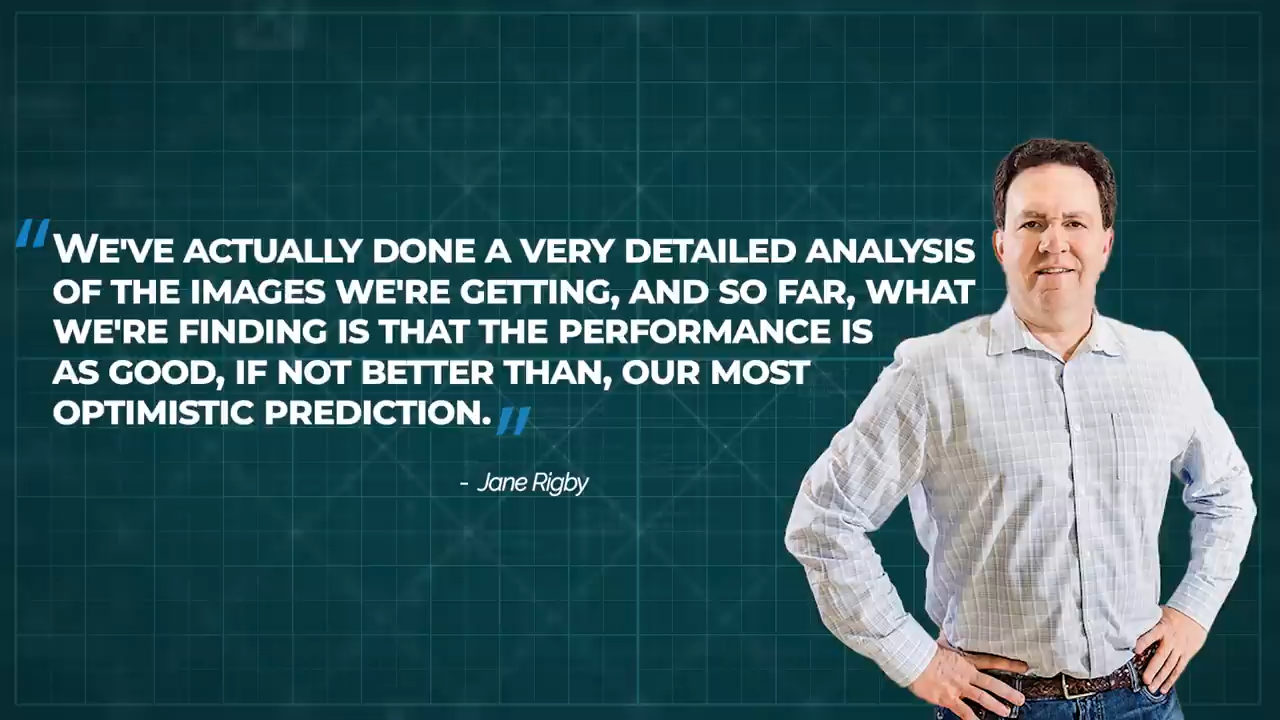 "WE'VE ACTUALLY DONE A VERY DETAILED ANALYSIS
OF THE IMAGES WE'RE GETTING, AND SO FAR, WHAT
WE'RE FINDING IS THAT THE PERFORMANCE IS
AS GOOD, IF NOT BETTER THAN, OUR MOST
OPTIMISTIC PREDICTION."
- Jane Rigby